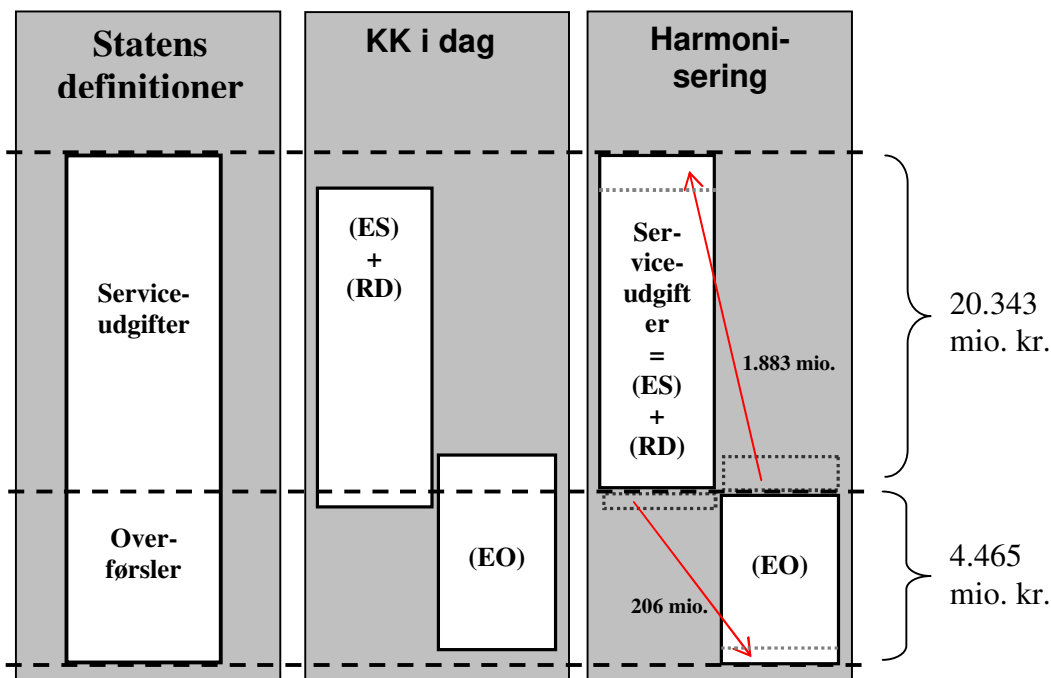 Statens
definitioner
KK i dag
Harmoni-
sering
Service-
udgifter
Over-
førsler
(ES)
+
(RD)
(EO)
Ser-
vice-
udgift
er
=
(ES)
+
(RD)
1.883 mio.
(EO)
206 mio.
20.343
mio. kr.
4.465
mio. kr.